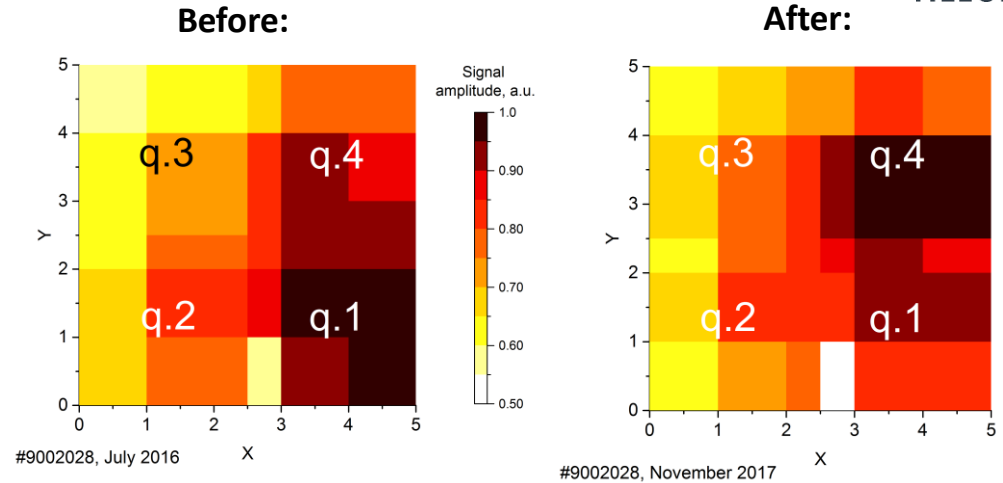 Before:
After:
Signal
amplitude, a.u.
5
4
3
2
1
0
Y
q.3
q.4
q.2
q.1
0 1 2 3 4 5
X
#9002028, July 2016
1.0
0.90
0.80
0.70
0.60
0.50
5
4
3
2
1
0
Y
q.3
q.4
q.2
q.1
0 1 2 3 4 5
X
#9002028, November 2017